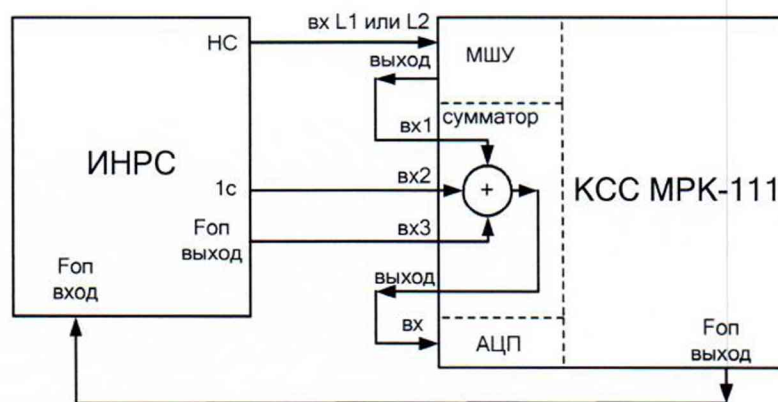 вх L1 или L2
НС
МШУ
выход
сумматор
вх1
ИНРС
+
КСС МРК-111
1с
вх2
Fоп
выход
вх3
Fоп
вход
выход
вх
АЦП
Fоп
выход